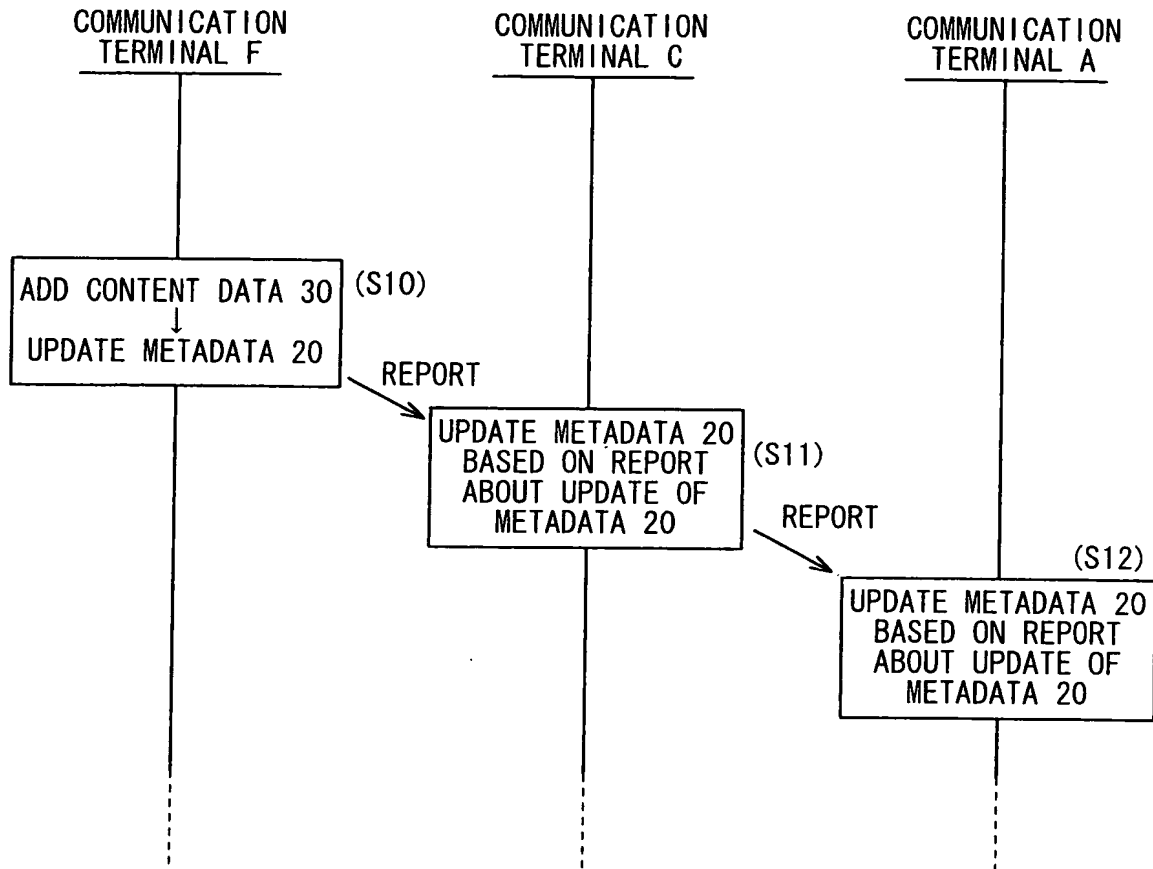 COMMUNICATION
TERMINAL F
COMMUNICATION
TERMINAL C
COMMUNICATION
TERMINAL A
ADD CONTENT DATA 30
↓
UPDATE METADATA 20
(S10)
REPORT
UPDATE METADATA 20
BASED ON REPORT
ABOUT UPDATE OF
METADATA 20
(S11)
REPORT
(S12)
UPDATE METADATA 20
BASED ON REPORT
ABOUT UPDATE OF
METADATA 20